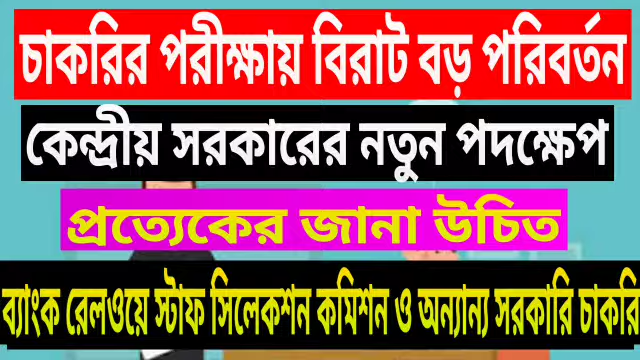 চাকরির পরীক্ষায় বিরাট বড় পরিবর্তন
কেন্দ্রীয় সরকারের নতুন পদক্ষেপ
প্রত্যেকের জানা উচিত
ব্যাংক রেলওয়ে স্টাফ সিলেকশন কমিশন ও অন্যান্য সরকারি চাকরি